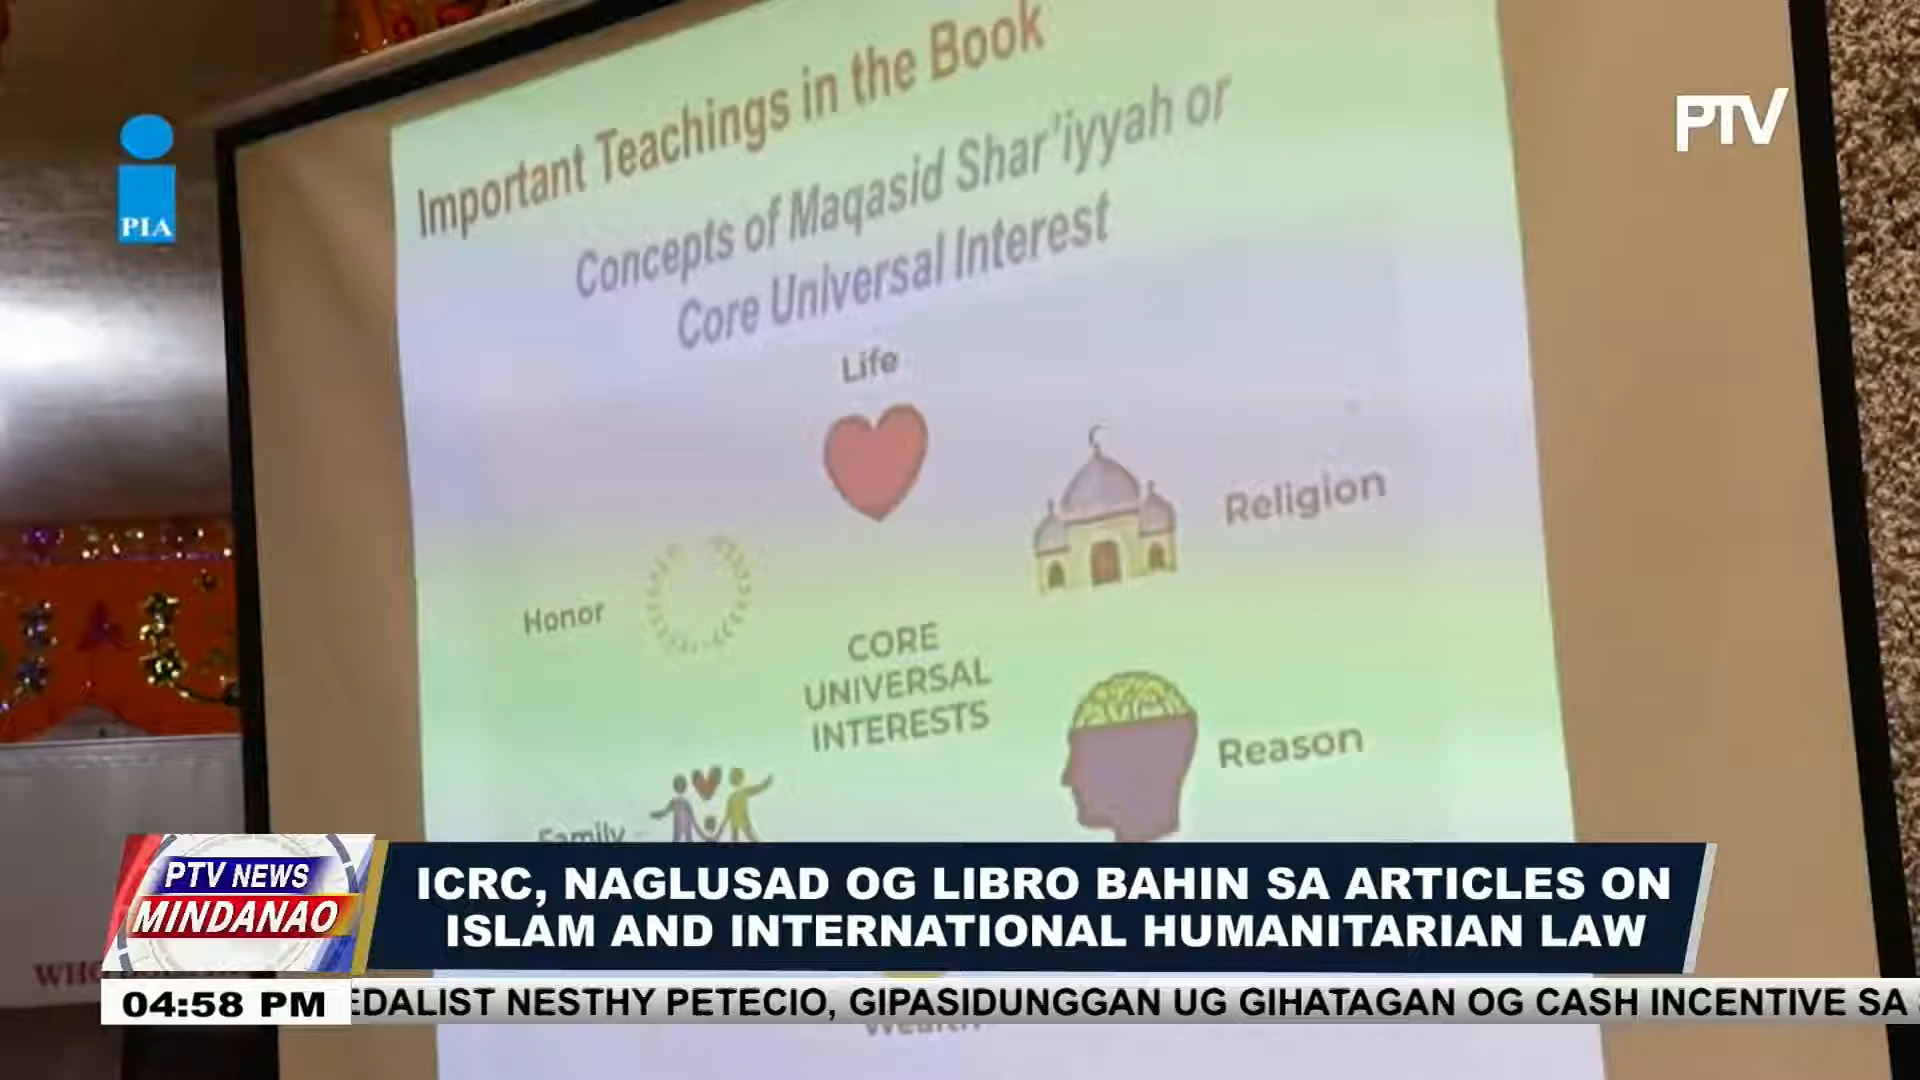 Important Teachings in the Book
Concepts of Maqasid Shar'iyyah or
Core Universal Interest
PIA
PTV
Life
Religion
Honor
CORE
UNIVERSAL
INTERESTS
Reason
Family
PTV NEWS
MINDANAO
ICRC, NAGLUSAD OG LIBRO BAHIN SA ARTICLES ON
ISLAM AND INTERNATIONAL HUMANITARIAN LAW
04:58 PM
EDALIST NESTHY PETECIO, GIPASIDUNGGAN UG GIHATAGAN OG CASH INCENTIVE SA
Wealth